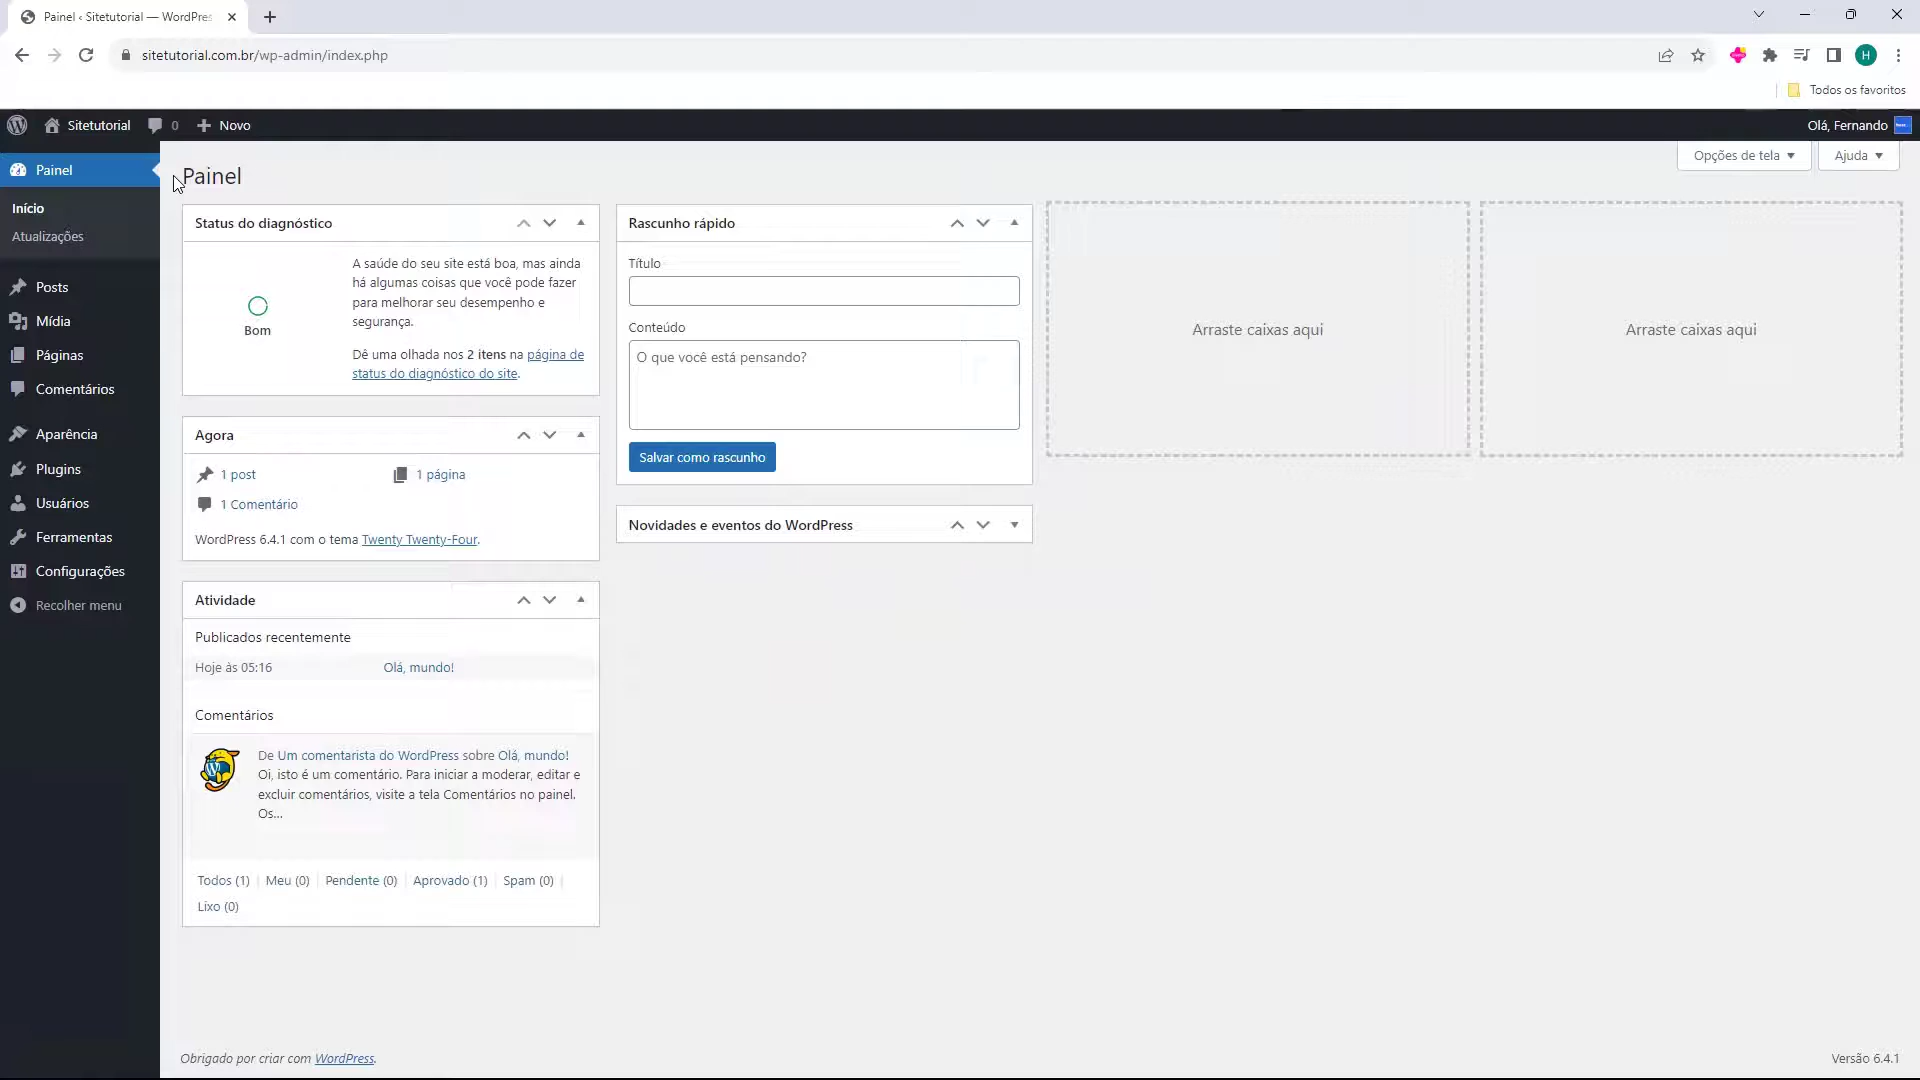 Painel ‹ Sitetutorial — WordPres
sitetutorial.com.br/wp-admin/index.php
H
Todos os favoritos
Sitetutorial
0
Novo
Olá, Fernando
Painel
Início
Atualizações
Posts
Mídia
Páginas
Comentários
Aparência
Plugins
Usuários
Ferramentas
Configurações
Recolher menu
Opções de tela
Ajuda
Painel
Status do diagnóstico
Bom
A saúde do seu site está boa, mas ainda
há algumas coisas que você pode fazer
para melhorar seu desempenho e
segurança.
Dê uma olhada nos 2 itens na página de
status do diagnóstico do site.
Agora
1 post
1 página
1 Comentário
WordPress 6.4.1 com o tema Twenty Twenty-Four.
Atividade
Publicados recentemente
Hoje às 05:16
Olá, mundo!
Comentários
De Um comentarista do WordPress sobre Olá, mundo!
Oi, isto é um comentário. Para iniciar a moderar, editar e
excluir comentários, visite a tela Comentários no painel.
Os...
Todos (1) | Meu (0) | Pendente (0) | Aprovado (1) | Spam (0) |
Lixo (0)
Rascunho rápido
Título
Conteúdo
O que você está pensando?
Salvar como rascunho
Novidades e eventos do WordPress
Arraste caixas aqui
Arraste caixas aqui
Obrigado por criar com WordPress.
Versão 6.4.1